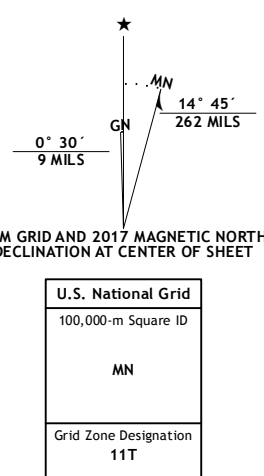 ★
MN
14° 45´
262 MILS
GN
0° 30´
9 MILS
M GRID AND 2017 MAGNETIC NORTH
DECLINATION AT CENTER OF SHEET
U.S. National Grid
100,000-m Square ID
MN
Grid Zone Designation
11T